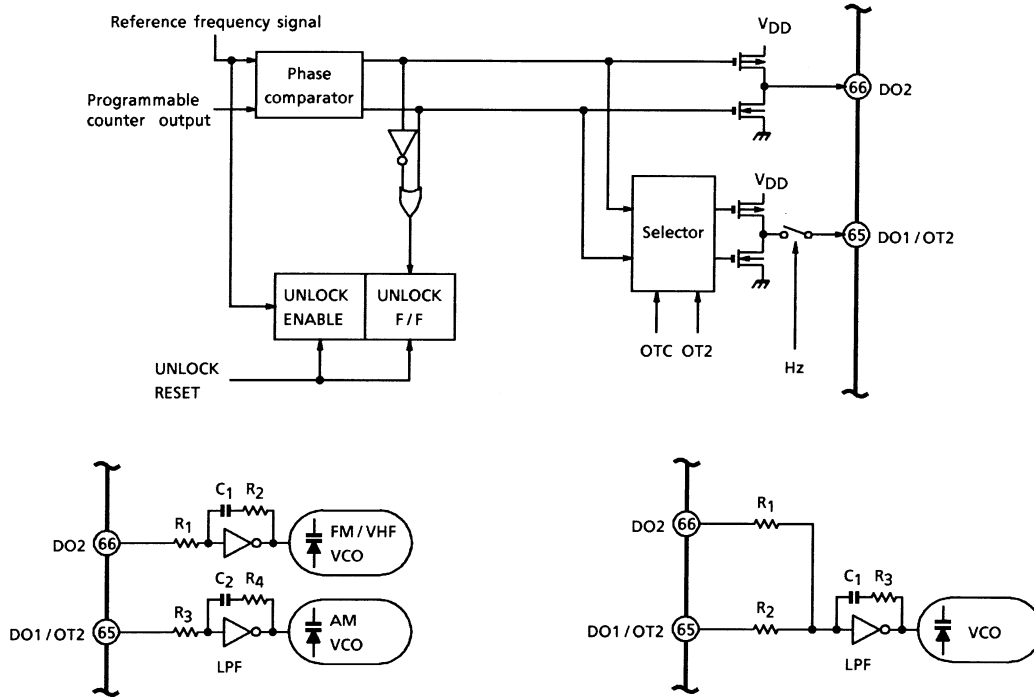 Reference frequency signal
Phase
comparator
Programmable
counter output
VDD
66
DO2
VDD
Selector
65
DO1/OT2
UNLOCK
ENABLE
UNLOCK
F/F
OTC OT2
Hz
UNLOCK
RESET
C1 R2
R1
DO2
66
FM/VHF
VCO
C2 R4
R3
DO1/OT2
65
AM
VCO
LPF
R1
DO2
66
C1 R3
R2
DO1/OT2
65
VCO
LPF